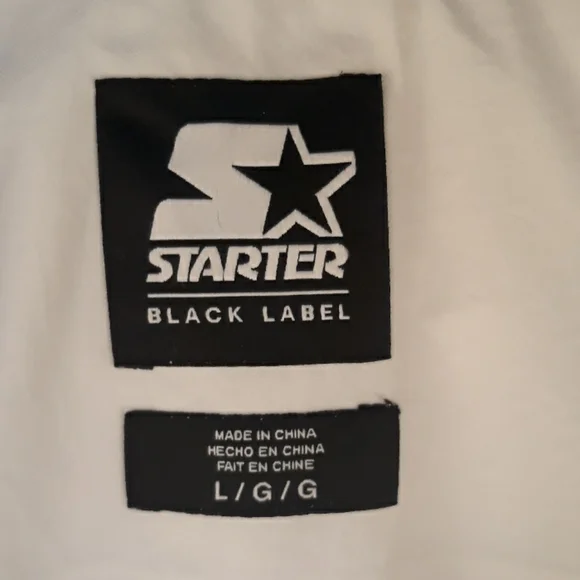 STARTER
BLACK LABEL
MADE IN CHINA
HECHO EN CHINA
FAIT EN CHINE
L/G/G